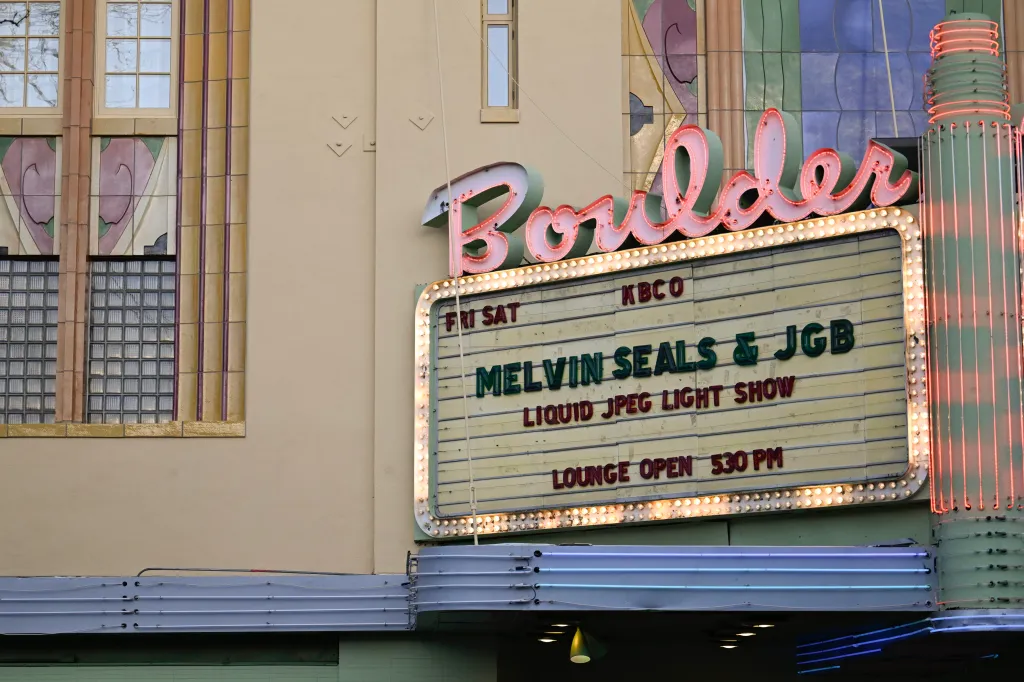 Boulder
KBCO
FRI SAT
MELVIN SEALS & JGB
LIQUID JPEG LIGHT SHOW
LOUNGE OPEN 530 PM